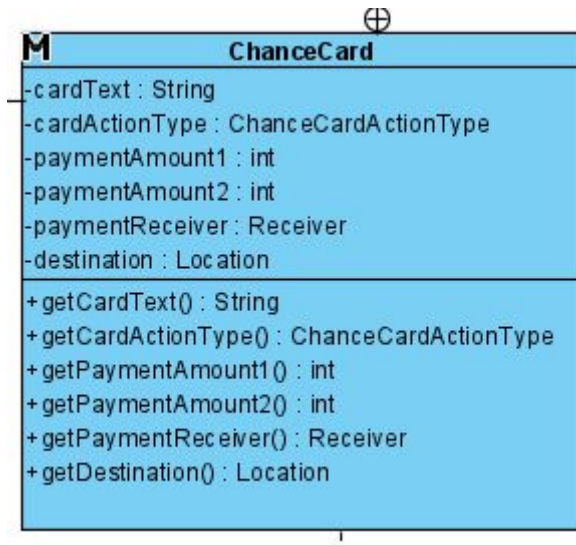 M
ChanceCard
-cardText : String
-cardActionType : ChanceCardActionType
-paymentAmount1 : int
-paymentAmount2 : int
-paymentReceiver : Receiver
-destination : Location
+getCardText() : String
+getCardActionType() : ChanceCardActionType
+getPaymentAmount1() : int
+getPaymentAmount2() : int
+getPaymentReceiver() : Receiver
+getDestination() : Location